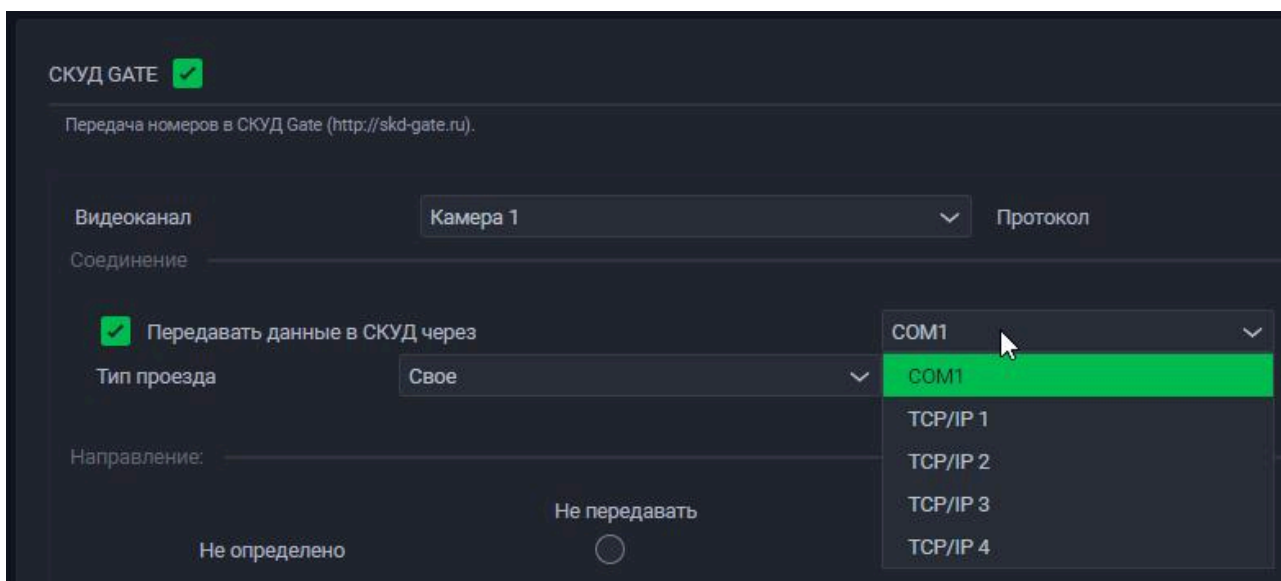 СКУД GATE
Передача номеров в СКУД Gate (http://skd-gate.ru).
Видеоканал Камера 1 Протокол
Соединение
Передавать данные в СКУД через COM1
Тип проезда Свое COM1
TCP/IP 1
TCP/IP 2
Направление:
TCP/IP 3
Не передавать
Не определено TCP/IP 4